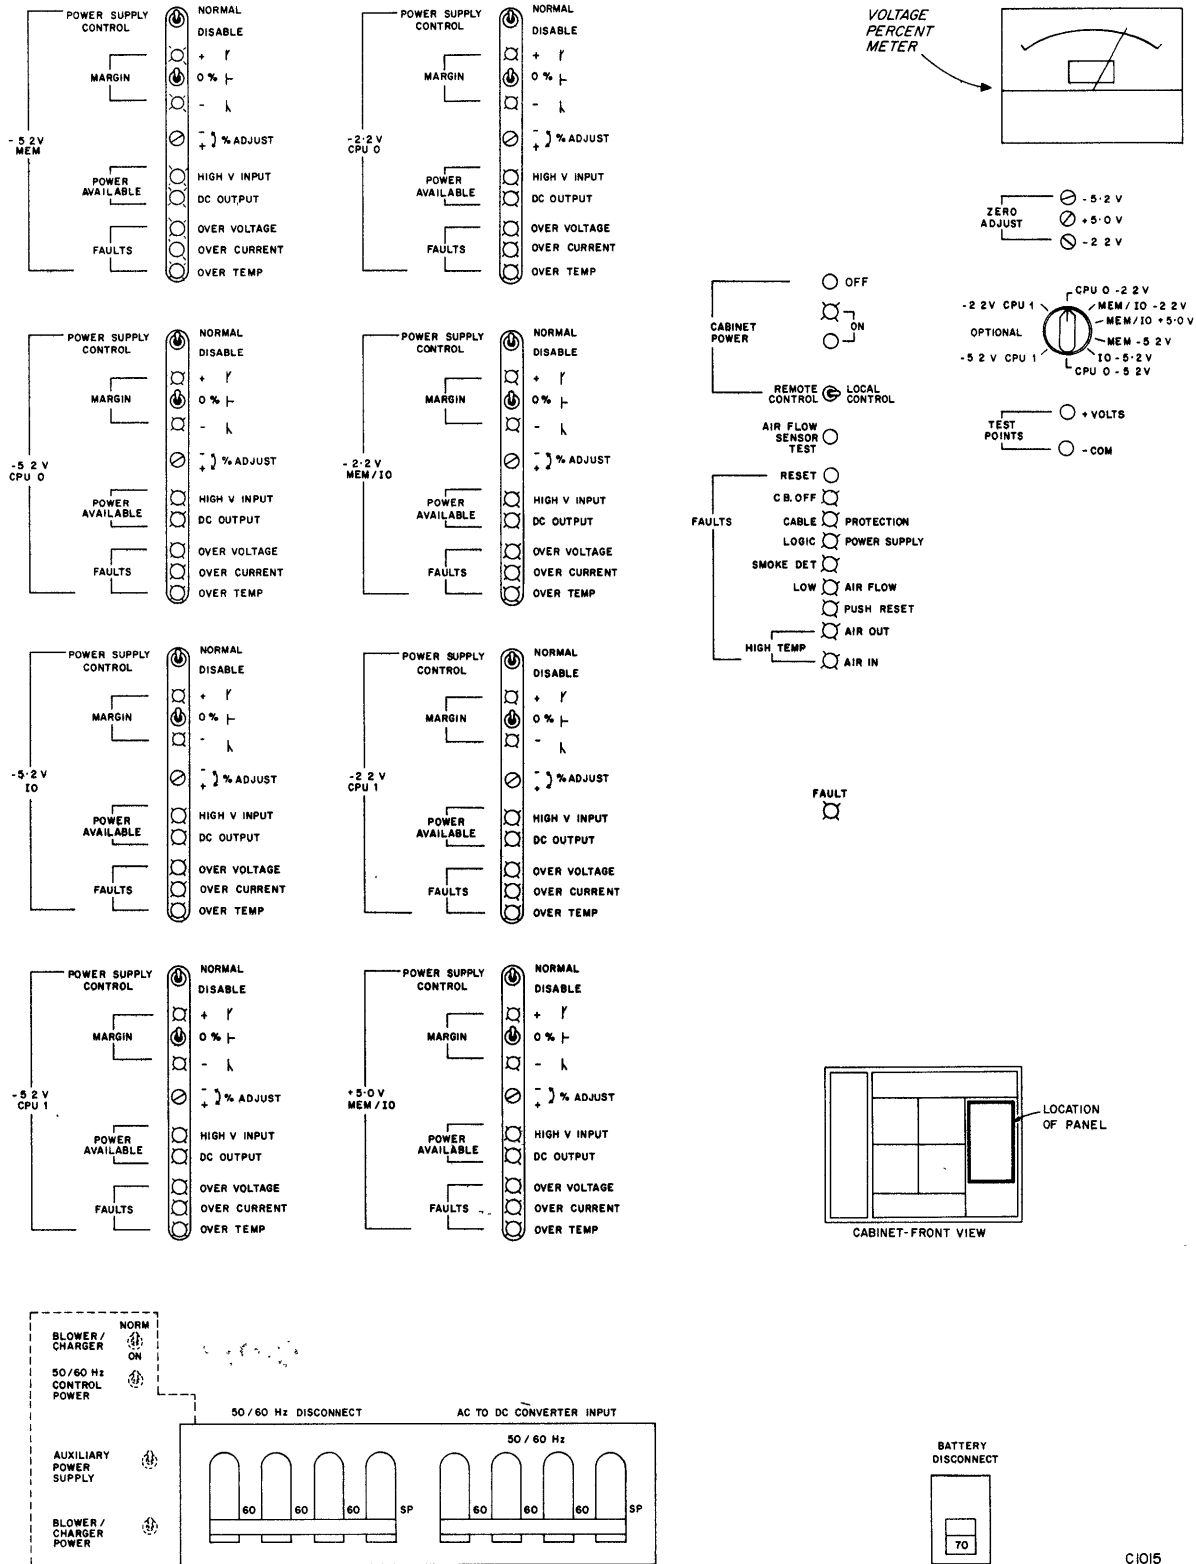 POWER SUPPLY CONTROL
NORMAL
DISABLE
MARGIN
+
0 %
-
-5 2 V
MEM
-
+ % ADJUST
POWER AVAILABLE
HIGH V INPUT
DC OUTPUT
FAULTS
OVER VOLTAGE
OVER CURRENT
OVER TEMP
POWER SUPPLY CONTROL
NORMAL
DISABLE
MARGIN
+
0 %
-
-2·2 V
CPU 0
-
+ % ADJUST
POWER AVAILABLE
HIGH V INPUT
DC OUTPUT
FAULTS
OVER VOLTAGE
OVER CURRENT
OVER TEMP
POWER SUPPLY CONTROL
NORMAL
DISABLE
MARGIN
+
0 %
-
-5 2 V
CPU 0
-
+ % ADJUST
POWER AVAILABLE
HIGH V INPUT
DC OUTPUT
FAULTS
OVER VOLTAGE
OVER CURRENT
OVER TEMP
POWER SUPPLY CONTROL
NORMAL
DISABLE
MARGIN
+
0 %
-
-2·2 V
MEM/IO
-
+ % ADJUST
POWER AVAILABLE
HIGH V INPUT
DC OUTPUT
FAULTS
OVER VOLTAGE
OVER CURRENT
OVER TEMP
POWER SUPPLY CONTROL
NORMAL
DISABLE
MARGIN
+
0 %
-
-5·2 V
IO
-
+ % ADJUST
POWER AVAILABLE
HIGH V INPUT
DC OUTPUT
FAULTS
OVER VOLTAGE
OVER CURRENT
OVER TEMP
POWER SUPPLY CONTROL
NORMAL
DISABLE
MARGIN
+
0 %
-
-2 2 V
CPU 1
-
+ % ADJUST
POWER AVAILABLE
HIGH V INPUT
DC OUTPUT
FAULTS
OVER VOLTAGE
OVER CURRENT
OVER TEMP
POWER SUPPLY CONTROL
NORMAL
DISABLE
MARGIN
+
0 %
-
-5 2 V
CPU 1
-
+ % ADJUST
POWER AVAILABLE
HIGH V INPUT
DC OUTPUT
FAULTS
OVER VOLTAGE
OVER CURRENT
OVER TEMP
POWER SUPPLY CONTROL
NORMAL
DISABLE
MARGIN
+
0 %
-
+5·0 V
MEM/IO
-
+ % ADJUST
POWER AVAILABLE
HIGH V INPUT
DC OUTPUT
FAULTS
OVER VOLTAGE
OVER CURRENT
OVER TEMP
VOLTAGE
PERCENT
METER
ZERO
ADJUST
-5·2 V
+5·0 V
-2 2 V
CPU 0 -2 2V
-2 2V CPU 1
MEM/IO -2 2V
MEM/IO +5·0V
OPTIONAL
MEM -5 2V
-5 2 V CPU 1
IO -5·2V
CPU 0 -5 2V
TEST
POINTS
+ VOLTS
- COM
CABINET
POWER
OFF
ON
REMOTE CONTROL
LOCAL CONTROL
AIR FLOW
SENSOR
TEST
FAULTS
RESET
C B. OFF
CABLE PROTECTION
LOGIC POWER SUPPLY
SMOKE DET
LOW AIR FLOW
PUSH RESET
HIGH TEMP
AIR OUT
AIR IN
FAULT
LOCATION
OF PANEL
CABINET-FRONT VIEW
BLOWER/
CHARGER
NORM
ON
50/60 Hz
CONTROL
POWER
AUXILIARY
POWER
SUPPLY
BLOWER/
CHARGER
POWER
50/60 Hz DISCONNECT
60 60 60 SP
AC TO DC CONVERTER INPUT
50/60 Hz
60 60 60 SP
BATTERY
DISCONNECT
70
C1015